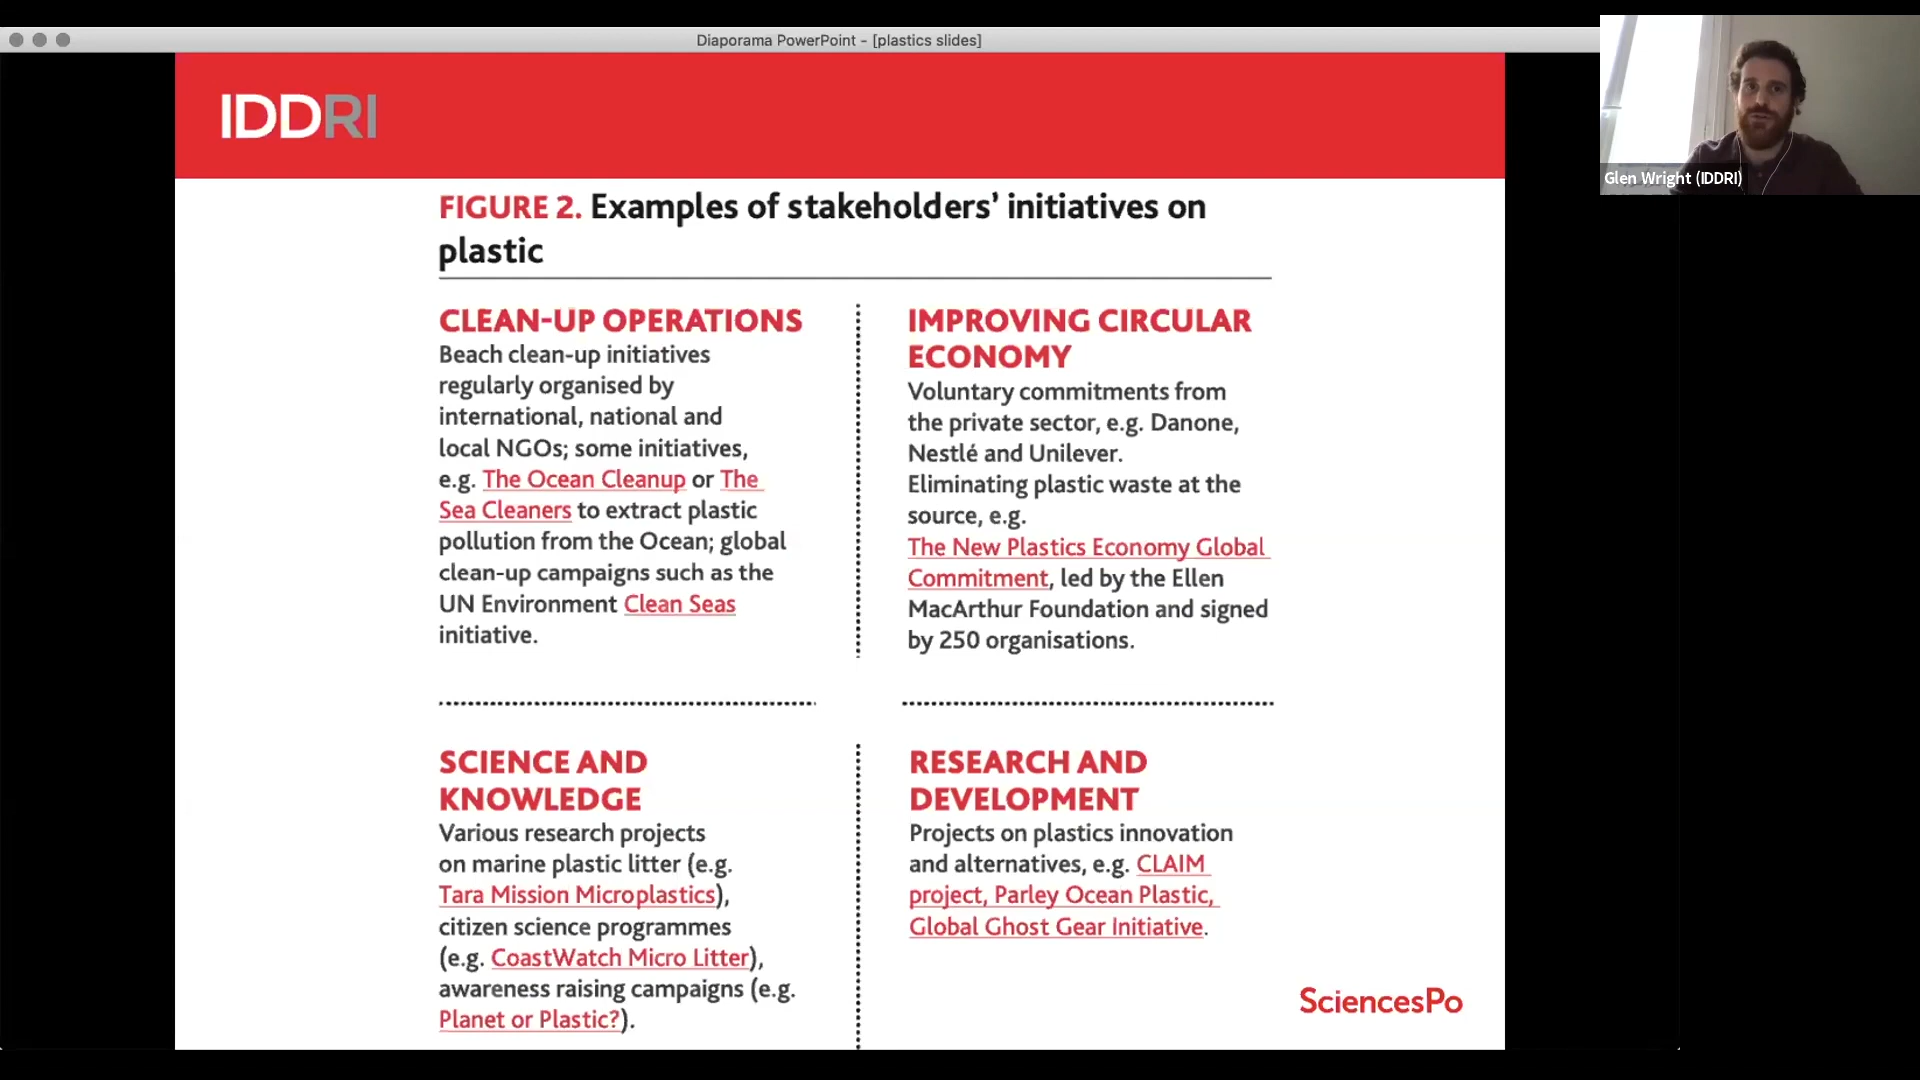 Diaporama PowerPoint - [plastics slides]
Glen Wright (IDDRI)
IDDRI
FIGURE 2. Examples of stakeholders’ initiatives on
plastic
CLEAN-UP OPERATIONS
Beach clean-up initiatives
regularly organised by
international, national and
local NGOs; some initiatives,
e.g. The Ocean Cleanup or The
Sea Cleaners to extract plastic
pollution from the Ocean; global
clean-up campaigns such as the
UN Environment Clean Seas
initiative.
IMPROVING CIRCULAR
ECONOMY
Voluntary commitments from
the private sector, e.g. Danone,
Nestlé and Unilever.
Eliminating plastic waste at the
source, e.g.
The New Plastics Economy Global
Commitment, led by the Ellen
MacArthur Foundation and signed
by 250 organisations.
SCIENCE AND
KNOWLEDGE
Various research projects
on marine plastic litter (e.g.
Tara Mission Microplastics),
citizen science programmes
(e.g. CoastWatch Micro Litter),
awareness raising campaigns (e.g.
Planet or Plastic?).
RESEARCH AND
DEVELOPMENT
Projects on plastics innovation
and alternatives, e.g. CLAIM
project, Parley Ocean Plastic,
Global Ghost Gear Initiative.
SciencesPo